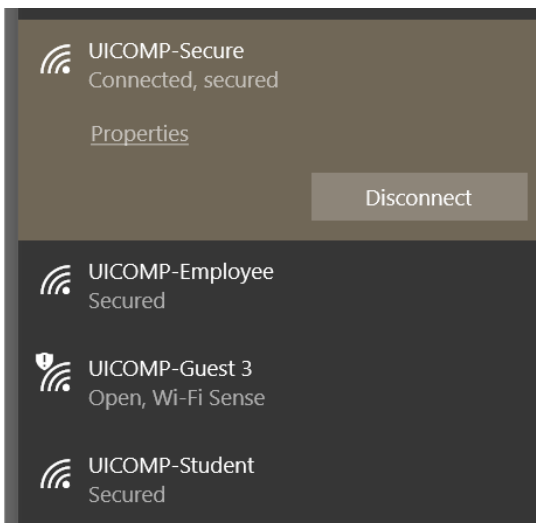 UICOMP-Secure
Connected, secured
Properties
Disconnect
UICOMP-Employee
Secured
UICOMP-Guest 3
Open, Wi-Fi Sense
UICOMP-Student
Secured